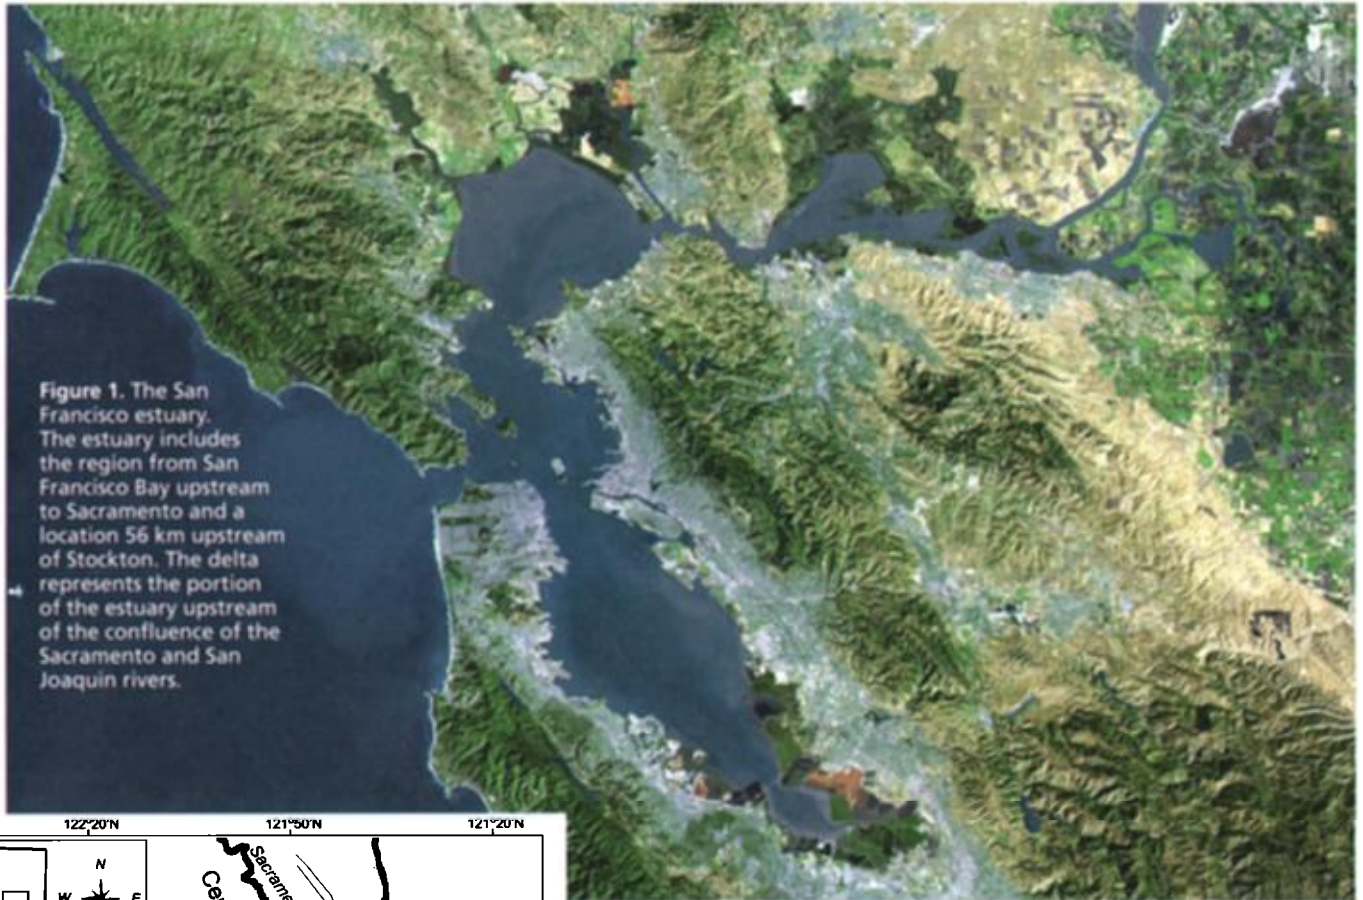 Figure 1. The San
Francisco estuary.
The estuary includes
the region from San
Francisco Bay upstream
to Sacramento and a
location 56 km upstream
of Stockton. The delta
represents the portion
of the estuary upstream
of the confluence of the
Sacramento and San
Joaquin rivers.
122°20'N 121°50'N 121°20'N
N
W E
Sacrame
Ce